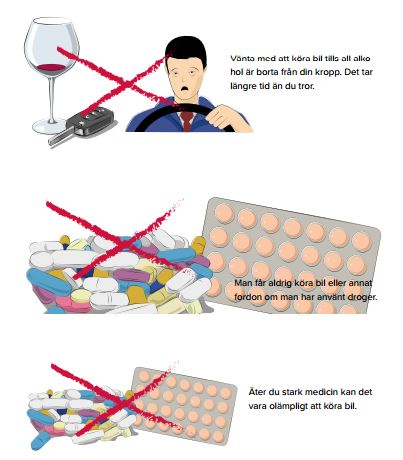 Vänta med att köra bil tills all alko
hol är borta från din kropp. Det tar
längre tid än du tror.
Man får aldrig köra bil eller annat
fordon om man har använt droger.
Äter du stark medicin kan det
vara olämpligt att köra bil.